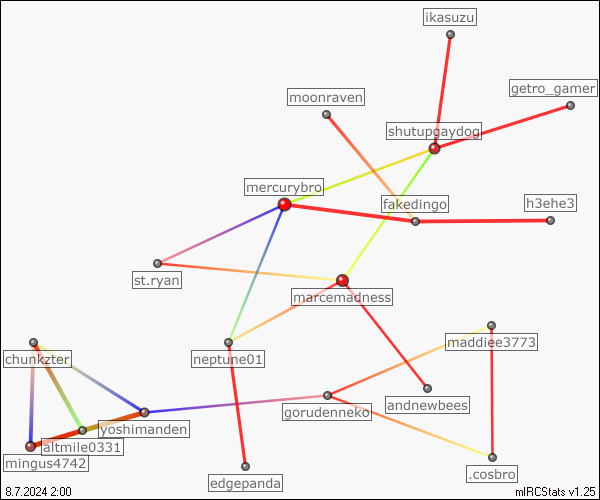 ikasuzu
getro_gamer
moonraven
shutupgaydog
mercurybro
fakedingo
h3ehe3
st.ryan
marcemadness
chunkzter
neptune01
maddiee3773
gorudenneko
andnewbees
yoshimanden
altmile0331
mingus4742
.cosbro
edgepanda
8.7.2024 2:00
mIRCStats v1.25